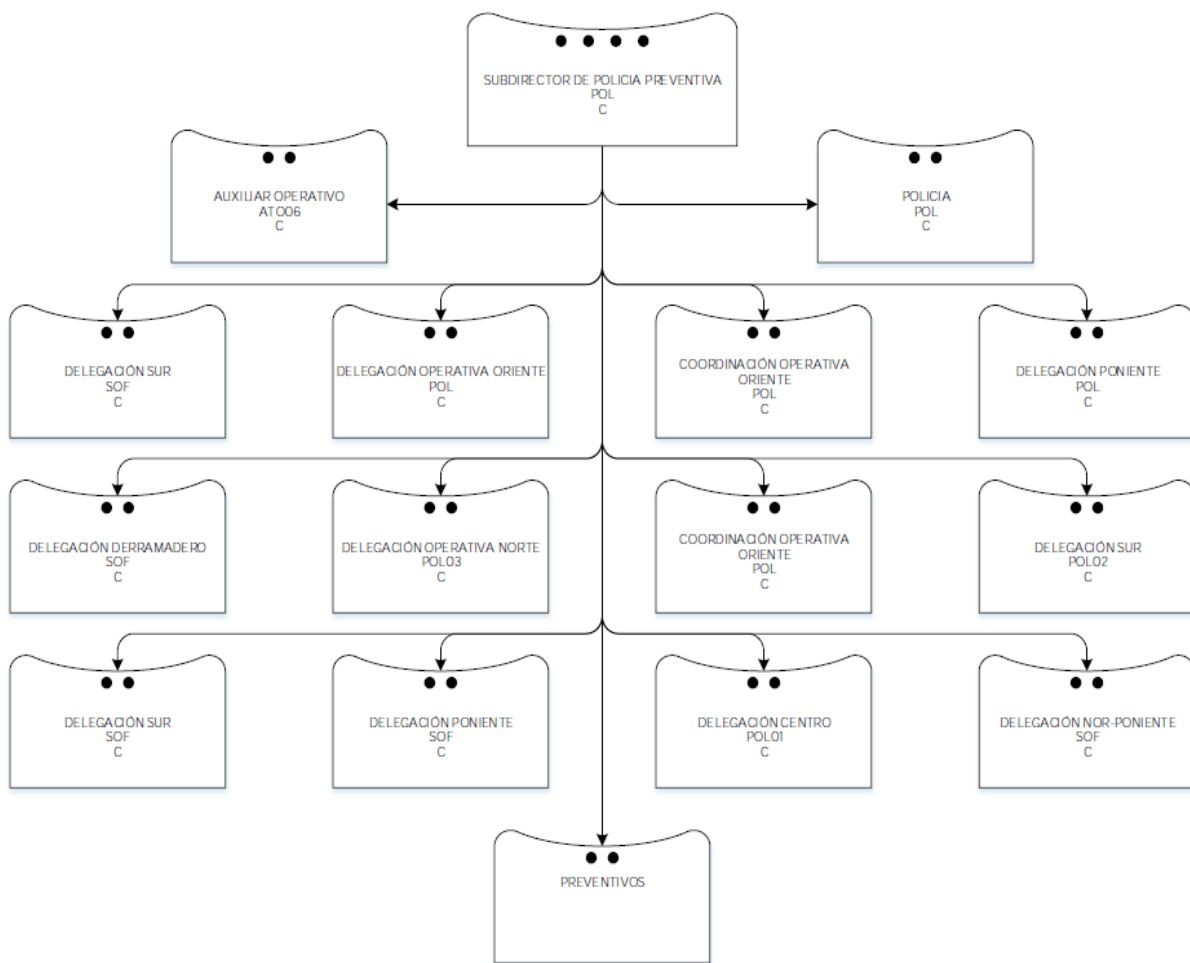 SUBDIRECTOR DE POLICIA PREVENTIVA
POL
C
AUXILIAR OPERATIVO
ATO06
C
POLICIA
POL
C
DELEGACIÓN SUR
SOF
C
DELEGACIÓN OPERATIVA ORIENTE
POL
C
COORDINACIÓN OPERATIVA
ORIENTE
POL
C
DELEGACIÓN PONIENTE
POL
C
DELEGACIÓN DERRAMADERO
SOF
C
DELEGACIÓN OPERATIVA NORTE
POL03
C
COORDINACIÓN OPERATIVA
ORIENTE
POL
C
DELEGACIÓN SUR
POL02
C
DELEGACIÓN SUR
SOF
C
DELEGACIÓN PONIENTE
SOF
C
DELEGACIÓN CENTRO
POL01
C
DELEGACIÓN NOR-PONIENTE
SOF
C
PREVENTIVOS